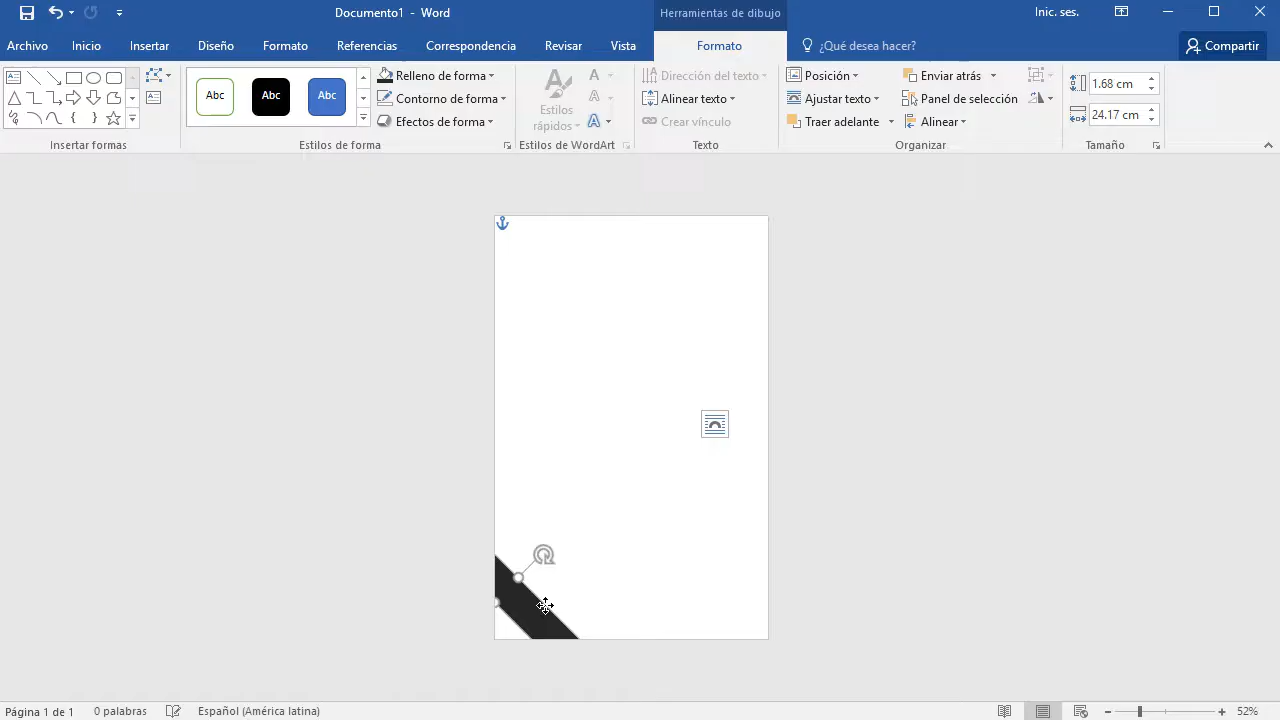 Documento1 - Word
Herramientas de dibujo
Inic. ses.
Archivo Inicio Insertar Diseño Formato Referencias Correspondencia Revisar Vista Formato ¿Qué desea hacer? Compartir
Abc Abc Abc
Relleno de forma
Contorno de forma
Efectos de forma
Estilos rápidos
Dirección del texto
Alinear texto
Crear vínculo
Posición
Ajustar texto
Traer adelante
Enviar atrás
Panel de selección
Alinear
1.68 cm
24.17 cm
Insertar formas Estilos de forma Estilos de WordArt Texto Organizar Tamaño
Página 1 de 1 0 palabras Español (América latina) 52%